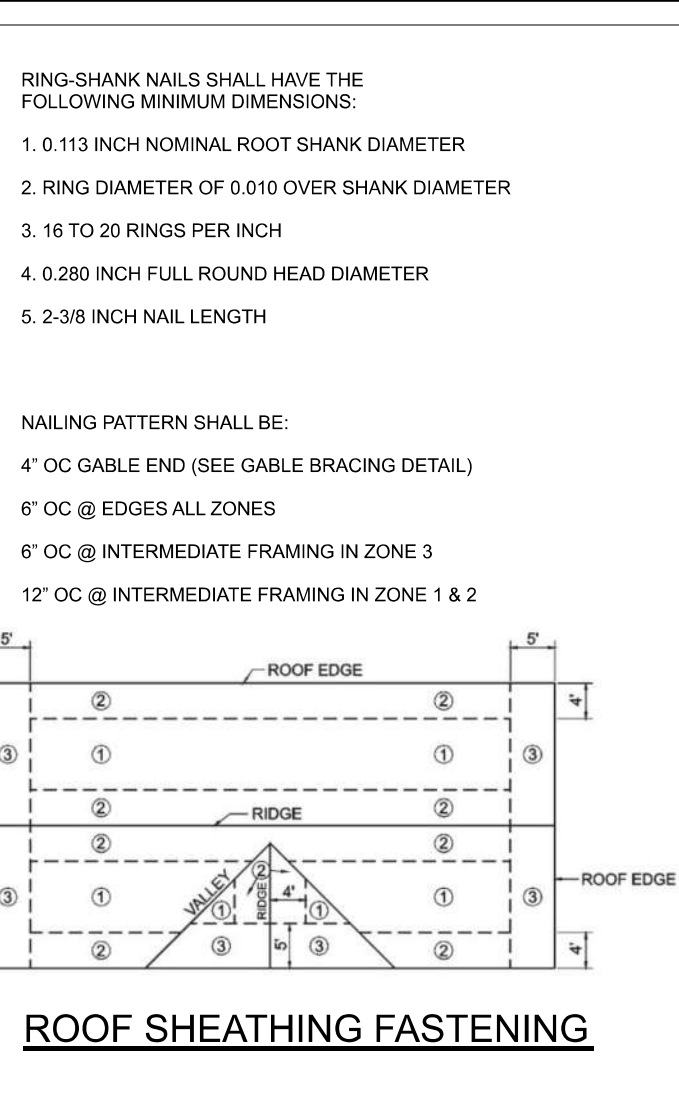 RING-SHANK NAILS SHALL HAVE THE
FOLLOWING MINIMUM DIMENSIONS:
1. 0.113 INCH NOMINAL ROOT SHANK DIAMETER
2. RING DIAMETER OF 0.010 OVER SHANK DIAMETER
3. 16 TO 20 RINGS PER INCH
4. 0.280 INCH FULL ROUND HEAD DIAMETER
5. 2-3/8 INCH NAIL LENGTH
NAILING PATTERN SHALL BE:
4” OC GABLE END (SEE GABLE BRACING DETAIL)
6” OC @ EDGES ALL ZONES
6” OC @ INTERMEDIATE FRAMING IN ZONE 3
12” OC @ INTERMEDIATE FRAMING IN ZONE 1 & 2
5' 5'
ROOF EDGE
2 2 4'
3 1 1 3
2 2
RIDGE
2 2
2
VALLEY RIDGE 4' ROOF EDGE
3 1 1 1 1 3
2 3 5' 3 2 4'
ROOF SHEATHING FASTENING